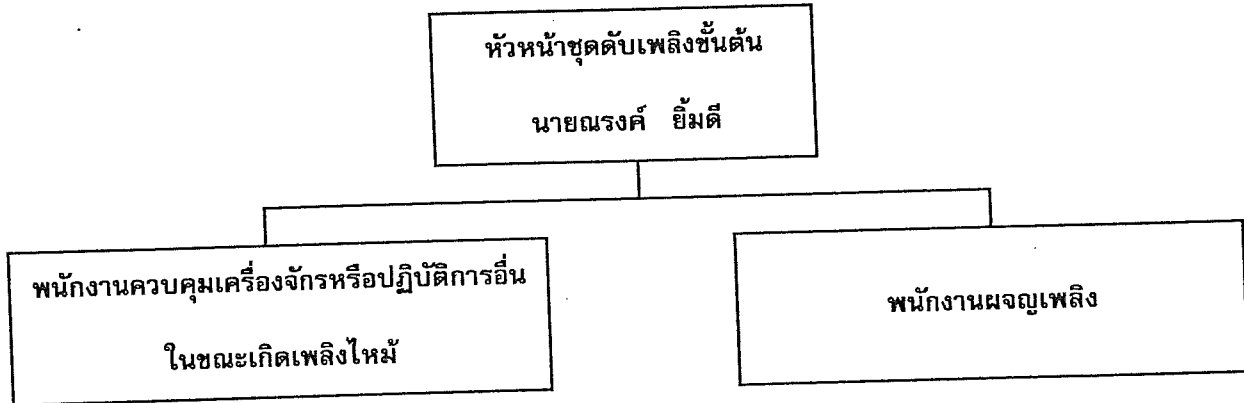 หัวหน้าชุดดับเพลิงขั้นต้น
นายณรงค์ ยิ้มดี
พนักงานควบคุมเครื่องจักรหรือปฏิบัติการอื่น
ในขณะเกิดเพลิงไหม้
พนักงานผจญเพลิง